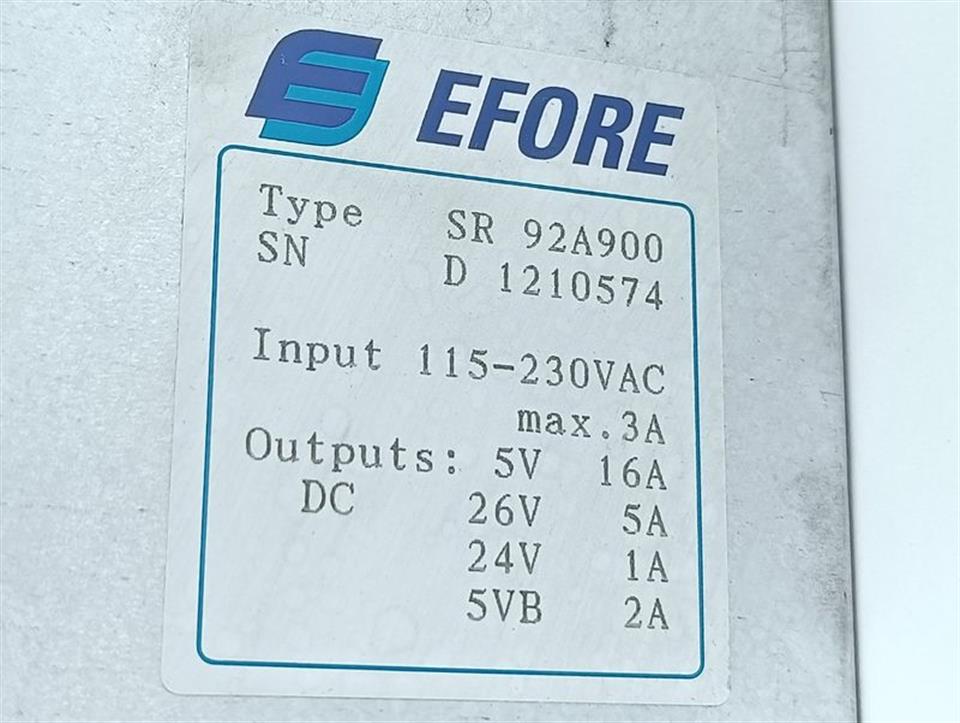 EFORE
Type SR 92A900
SN D 1210574
Input 115-230VAC
max.3A
Outputs: 5V 16A
DC 26V 5A
24V 1A
5VB 2A